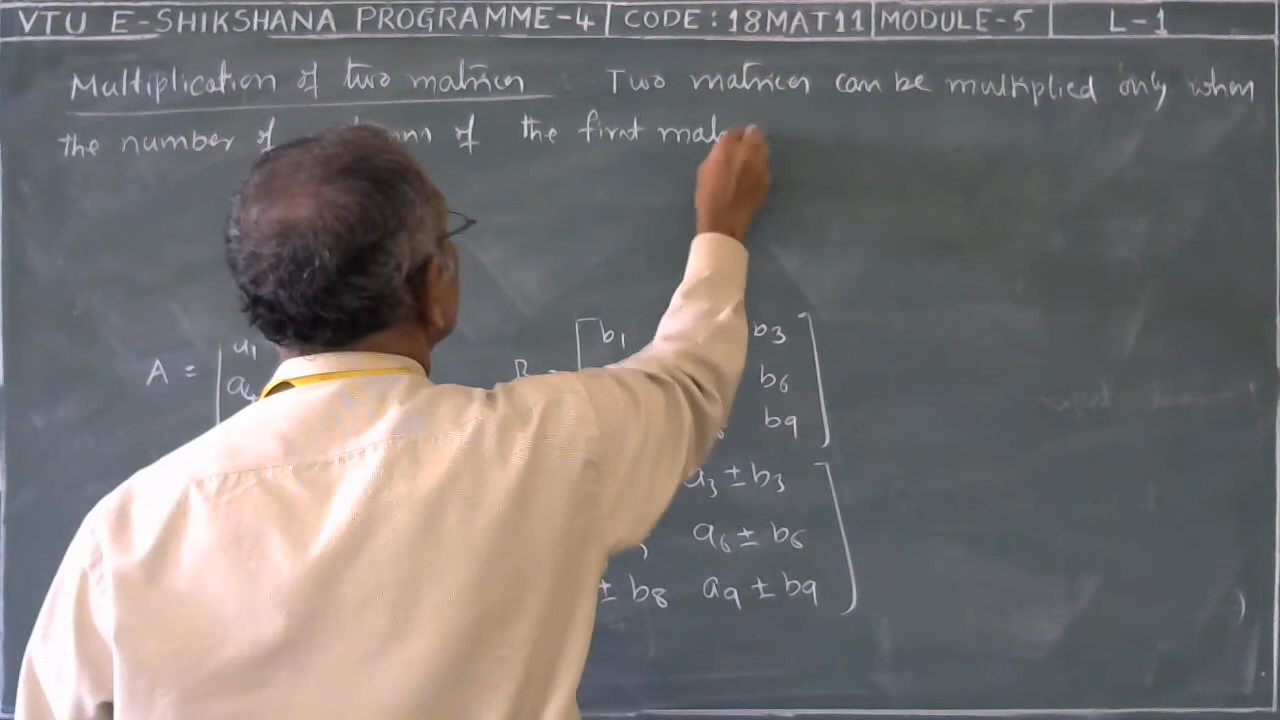 VTU E-SHIKSHANA PROGRAMME-4 | CODE: 18MAT11 | MODULE-5 | L-1
Multiplication of two matrices : Two matrices can be multiplied only when
the number of of the first
A = a1 b1 b3
a4 b6
b9
a3 ± b3
a6 ± b6
± b8 a9 ± b9